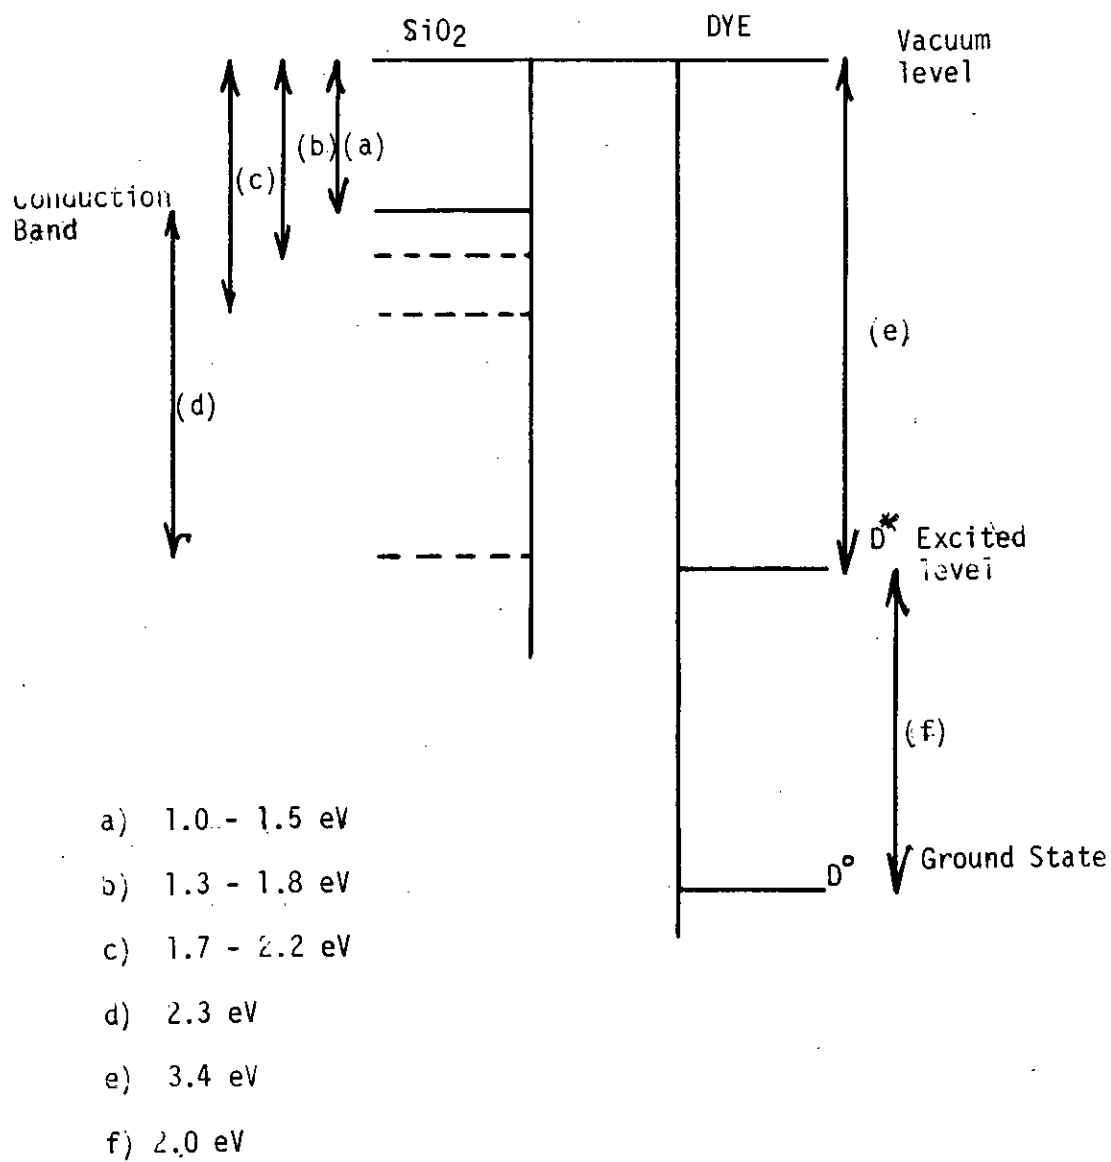 SiO2
DYE
Vacuum
level
(b)
(a)
(c)
Conduction
Band
(e)
(d)
D* Excited
level
(f)
D° Ground State
a) 1.0 - 1.5 eV
b) 1.3 - 1.8 eV
c) 1.7 - 2.2 eV
d) 2.3 eV
e) 3.4 eV
f) 2.0 eV